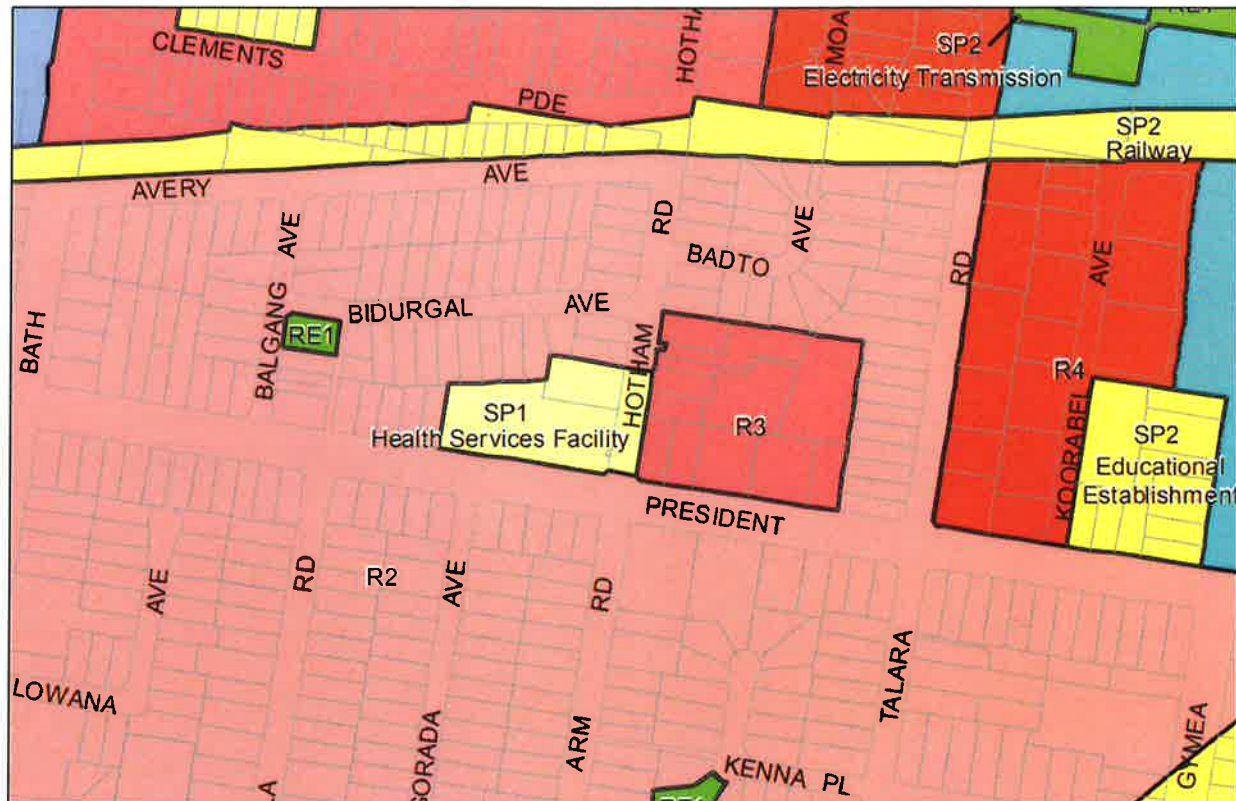 CLEMENTS
HOTHA
MOA
SP2
Electricity Transmission
PDE
SP2
Railway
AVERY
AVE
AVE
RD
AVE
BADTO
RD
AVE
BATH
BALGANG
RE1
BIDURGAL
AVE
HOTHAM
SP1
Health Services Facility
R3
R4
KOORABEL
SP2
Educational
Establishment
PRESIDENT
AVE
RD
R2
AVE
RD
TALARA
LOWANA
GORADA
ARM
KENNA PL
GYMEA
LA